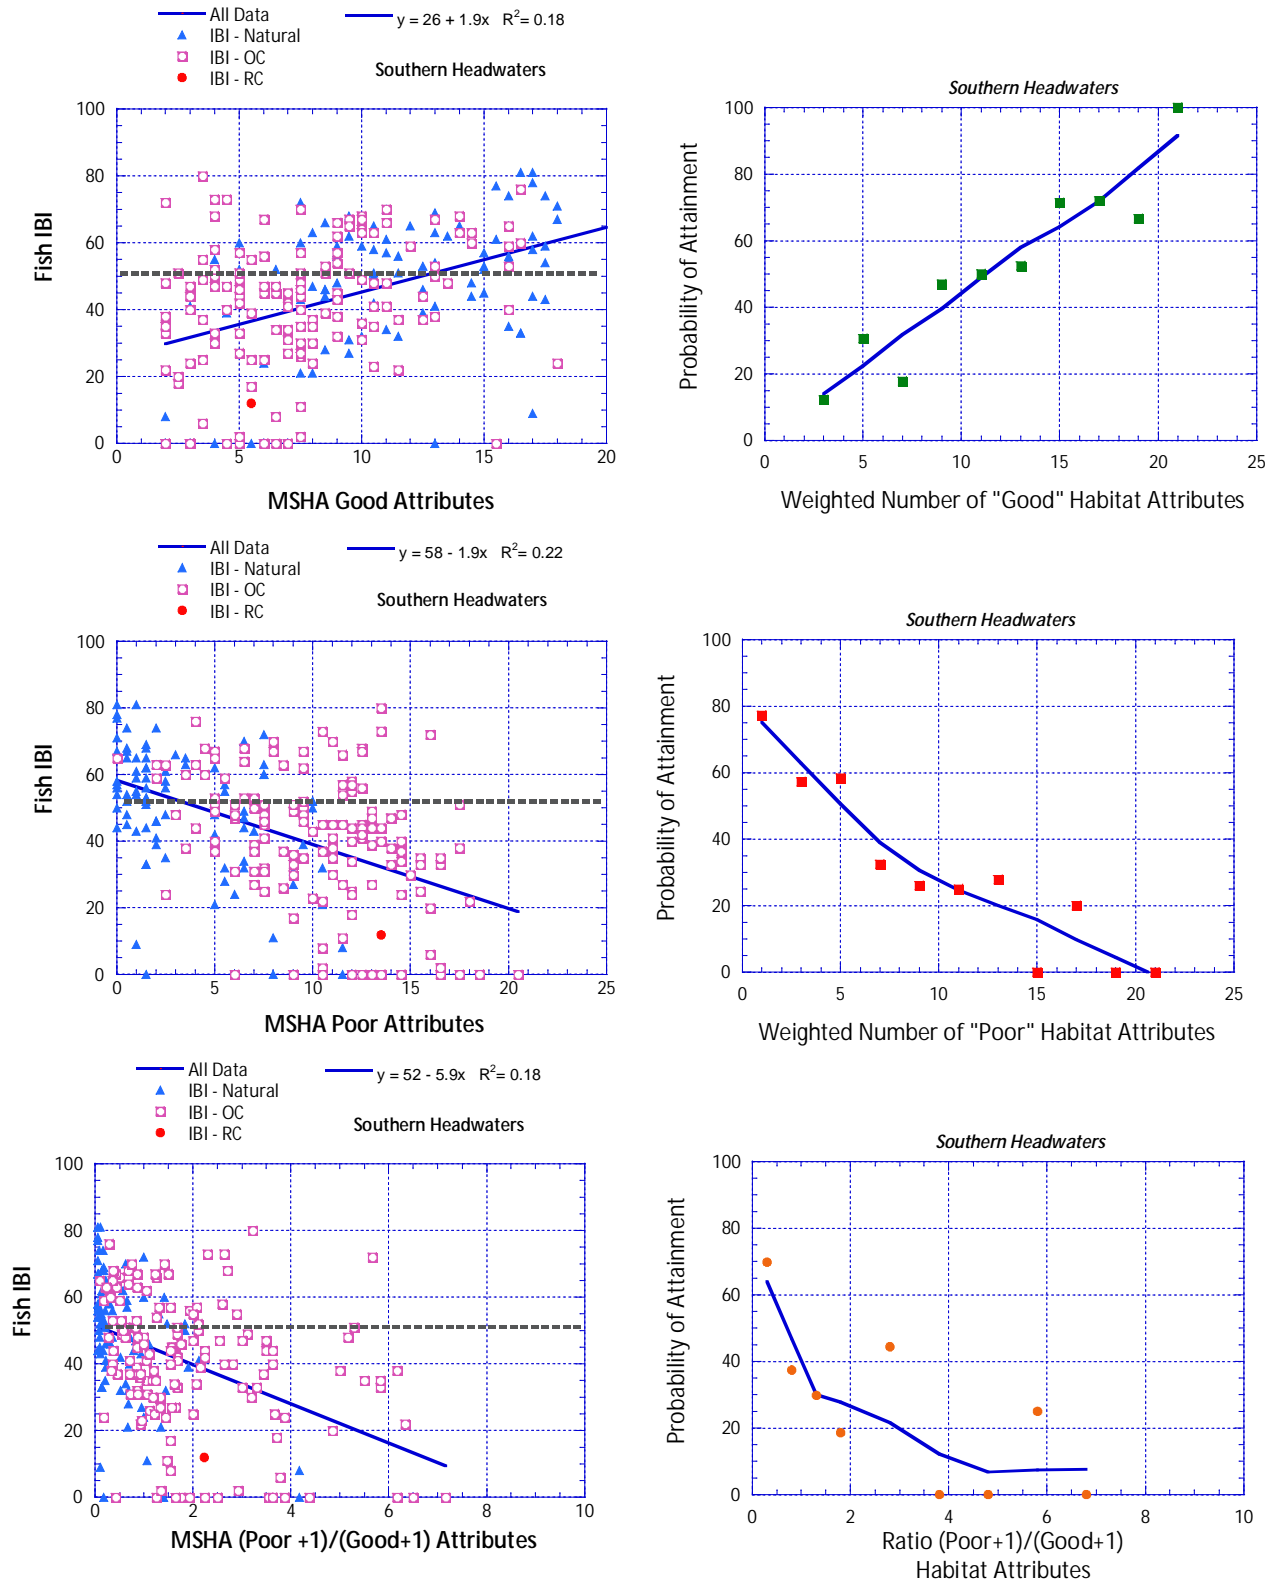 All Data
y = 26 + 1.9x R²= 0.18
IBI - Natural
IBI - OC
IBI - RC
Southern Headwaters
100
80
60
40
20
0
Fish IBI
0 5 10 15 20
MSHA Good Attributes
Southern Headwaters
100
80
60
40
20
0
Probability of Attainment
0 5 10 15 20 25
Weighted Number of "Good" Habitat Attributes
All Data
y = 58 - 1.9x R²= 0.22
IBI - Natural
IBI - OC
IBI - RC
Southern Headwaters
100
80
60
40
20
0
Fish IBI
0 5 10 15 20 25
MSHA Poor Attributes
Southern Headwaters
100
80
60
40
20
0
Probability of Attainment
0 5 10 15 20 25
Weighted Number of "Poor" Habitat Attributes
All Data
y = 52 - 5.9x R²= 0.18
IBI - Natural
IBI - OC
IBI - RC
Southern Headwaters
100
80
60
40
20
0
Fish IBI
0 2 4 6 8 10
MSHA (Poor +1)/(Good+1) Attributes
Southern Headwaters
100
80
60
40
20
0
Probability of Attainment
0 2 4 6 8 10
Ratio (Poor+1)/(Good+1)
Habitat Attributes